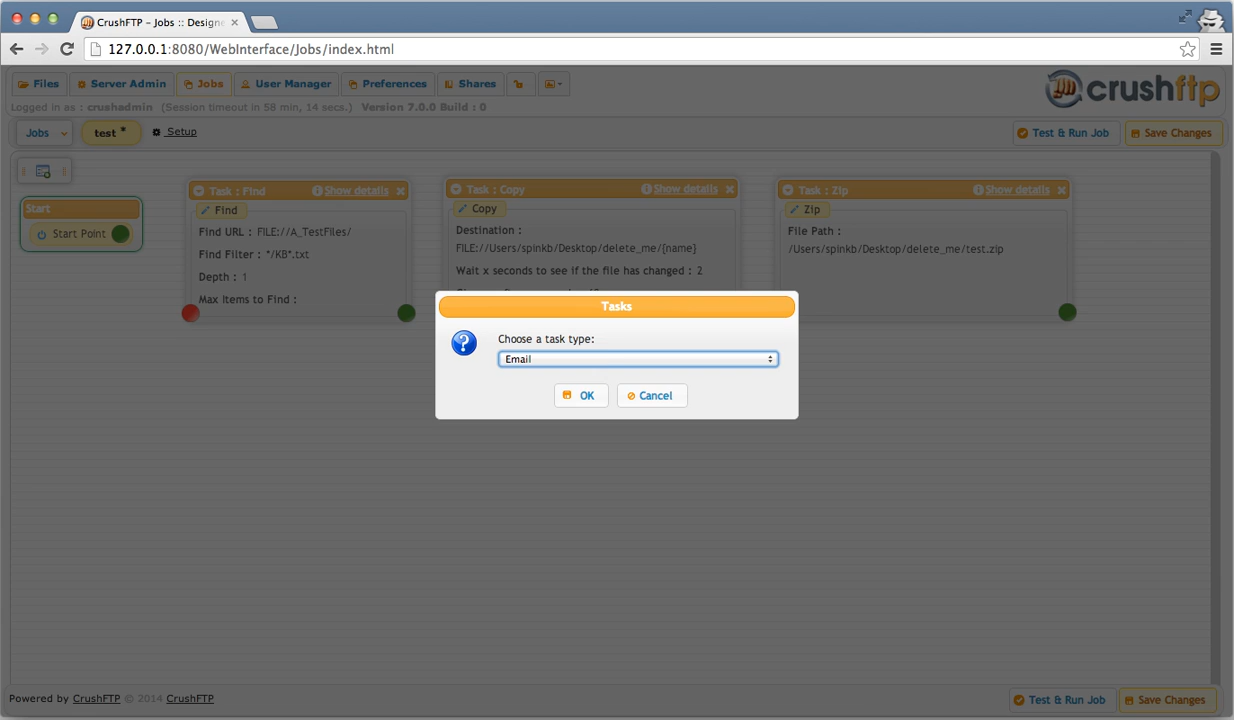 CrushFTP – Jobs :: Designe
127.0.0.1:8080/WebInterface/Jobs/index.html
Files Server Admin Jobs User Manager Preferences Shares
crushftp
Logged in as : crushadmin (Session timeout in 58 min, 14 secs.) Version 7.0.0 Build : 0
Jobs test * Setup Test & Run Job Save Changes
Start
Start Point
Task : Find Show details
Find
Find URL : FILE://A_TestFiles/
Find Filter : */KB*.txt
Depth : 1
Max Items to Find :
Task : Copy Show details
Copy
Destination :
FILE://Users/spinkb/Desktop/delete_me/{name}
Wait x seconds to see if the file has changed : 2
Task : Zip Show details
Zip
File Path :
/Users/spinkb/Desktop/delete_me/test.zip
Tasks
Choose a task type:
Email
OK Cancel
Powered by CrushFTP © 2014 CrushFTP
Test & Run Job Save Changes